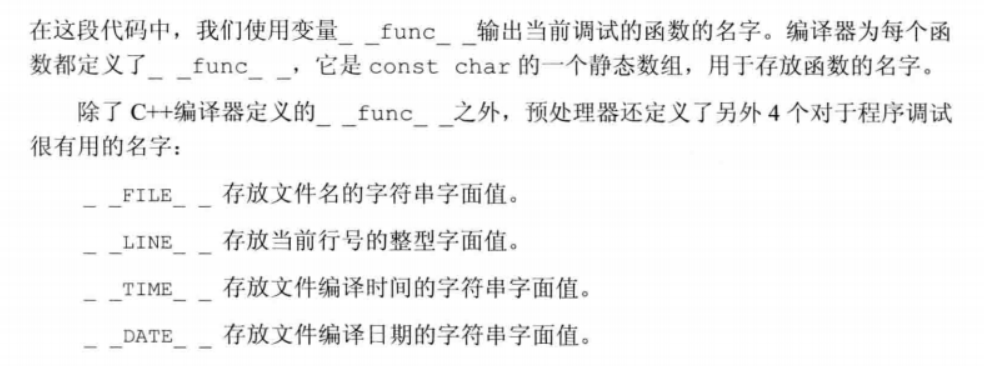 在这段代码中,我们使用变量_ _func_ _输出当前调试的函数的名字。编译器为每个函
数都定义了_ _func_ _,它是 const char 的一个静态数组,用于存放函数的名字。
除了 C++编译器定义的_ _func_ _之外,预处理器还定义了另外 4 个对于程序调试
很有用的名字:
_ _FILE_ _ 存放文件名的字符串字面值。
_ _LINE_ _ 存放当前行号的整型字面值。
_ _TIME_ _ 存放文件编译时间的字符串字面值。
_ _DATE_ _ 存放文件编译日期的字符串字面值。